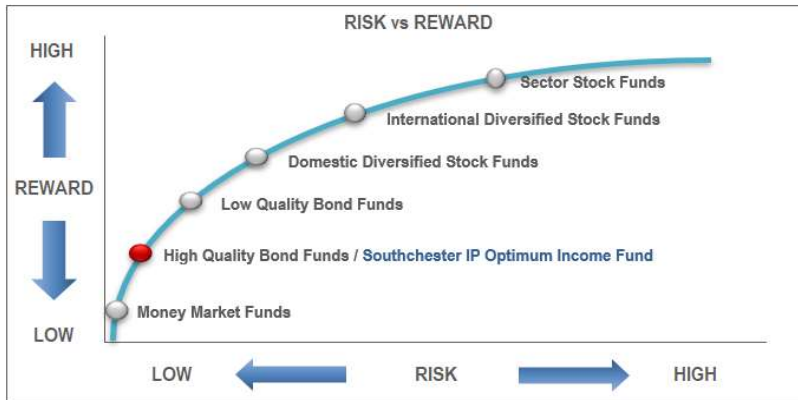 RISK vs REWARD
HIGH
Sector Stock Funds
International Diversified Stock Funds
Domestic Diversified Stock Funds
REWARD
Low Quality Bond Funds
High Quality Bond Funds / Southchester IP Optimum Income Fund
Money Market Funds
LOW
LOW RISK HIGH